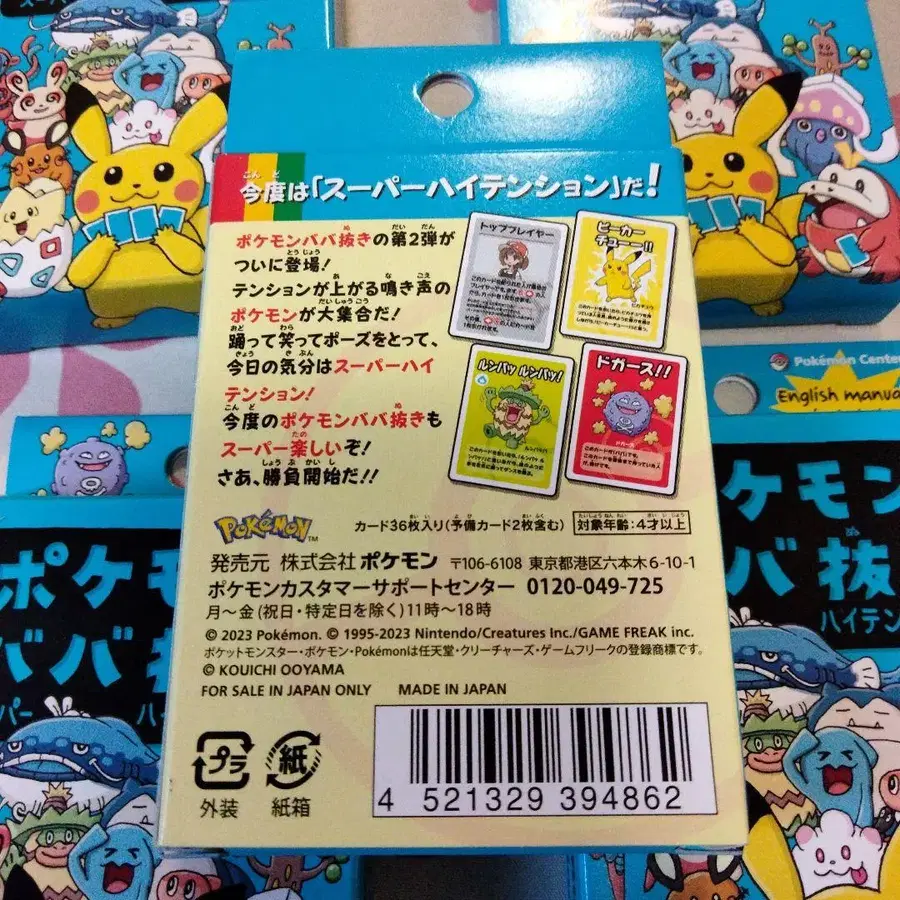 今度は「スーパーハイテンション」だ!
ポケモンババ抜きの第2弾が
ついに登場!
テンションが上がる鳴き声の
ポケモンが大集合だ!
踊って笑ってポーズをとって、
今日の気分はスーパーハイ
テンション!
今度のポケモンババ抜きも
スーパー楽しいぞ!
さあ、勝負開始だ!!
トップフレイヤー
ピーカー
チューー!!
ルンパッ ルンパッ!
ドガース!!
ドガース
POKéMON
カード36枚入り(予備カード2枚含む)
対象年齢:4才以上
発売元 株式会社 ポケモン 〒106-6108 東京都港区六本木6-10-1
ポケモンカスタマーサポートセンター 0120-049-725
月～金(祝日・特定日を除く)11時～18時
© 2023 Pokémon. © 1995-2023 Nintendo/Creatures Inc./GAME FREAK inc.
ポケットモンスター・ポケモン・Pokémonは任天堂・クリーチャーズ・ゲームフリークの登録商標です。
© KOUICHI OOYAMA
FOR SALE IN JAPAN ONLY MADE IN JAPAN
プラ
外装
紙
紙箱
4 521329 394862
Pokémon Center
English manua
ポケモン
ババ
ケモン
バ抜
ハイテン